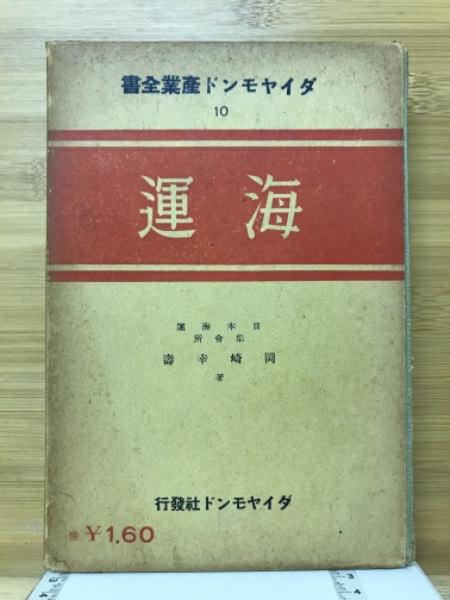 ダイヤモンド產業全書
10
海運
日本海運
集會所
岡崎幸壽
著
ダイヤモンド社發行
¥1.60